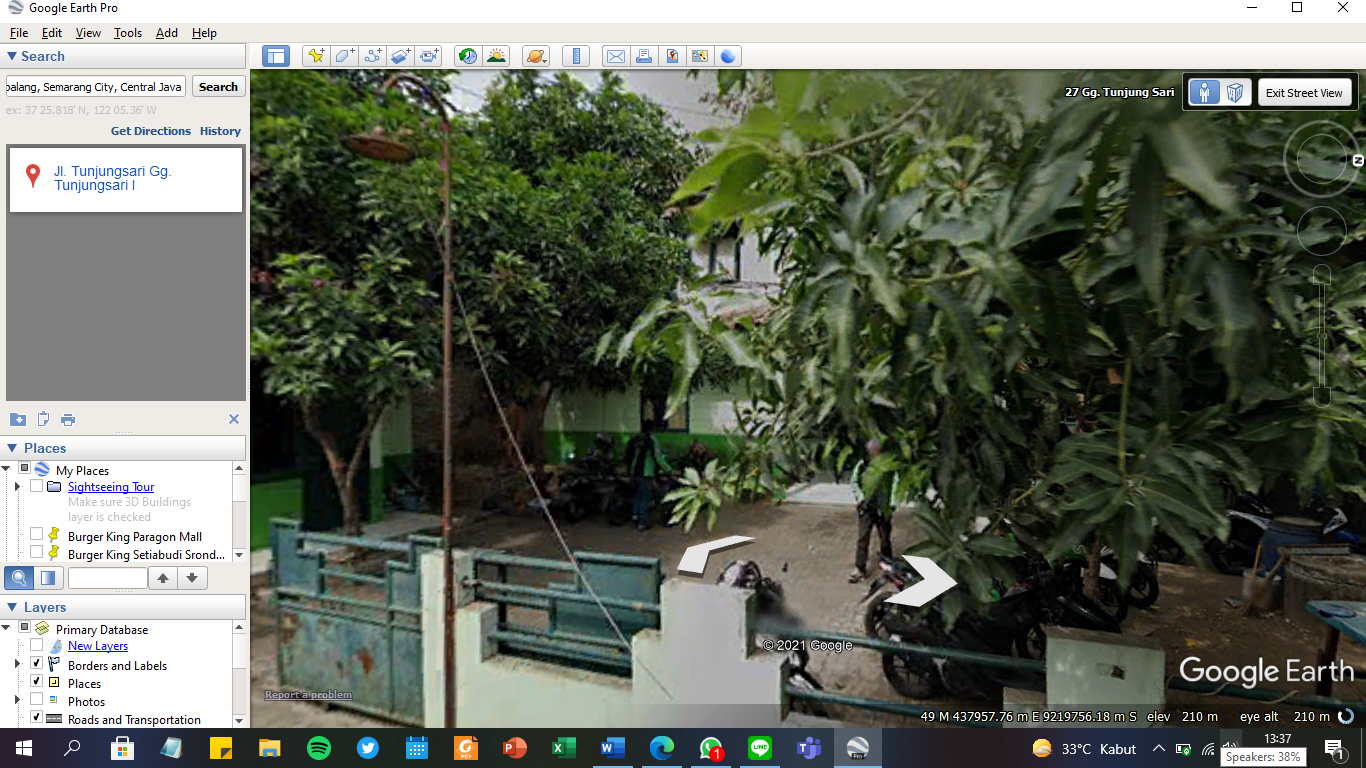 Google Earth Pro
File Edit View Tools Add Help
Search
palang, Semarang City, Central Java
Search
ex: 37 25.818' N, 122 05.36' W
Get Directions History
Jl. Tunjungsari Gg.
Tunjungsari I
Places
My Places
Sightseeing Tour
Make sure 3D Buildings
layer is checked
Burger King Paragon Mall
Burger King Setiabudi Srond...
Layers
Primary Database
New Layers
Borders and Labels
Places
Photos
Roads and Transportation
27 Gg. Tunjung Sari
Exit Street View
N
© 2021 Google
Google Earth
Report a problem
49 M 437957.76 m E 9219756.18 m S elev 210 m eye alt 210 m
33°C Kabut
13:37
Speakers: 38%
1
1
PDF
LINE
Pro